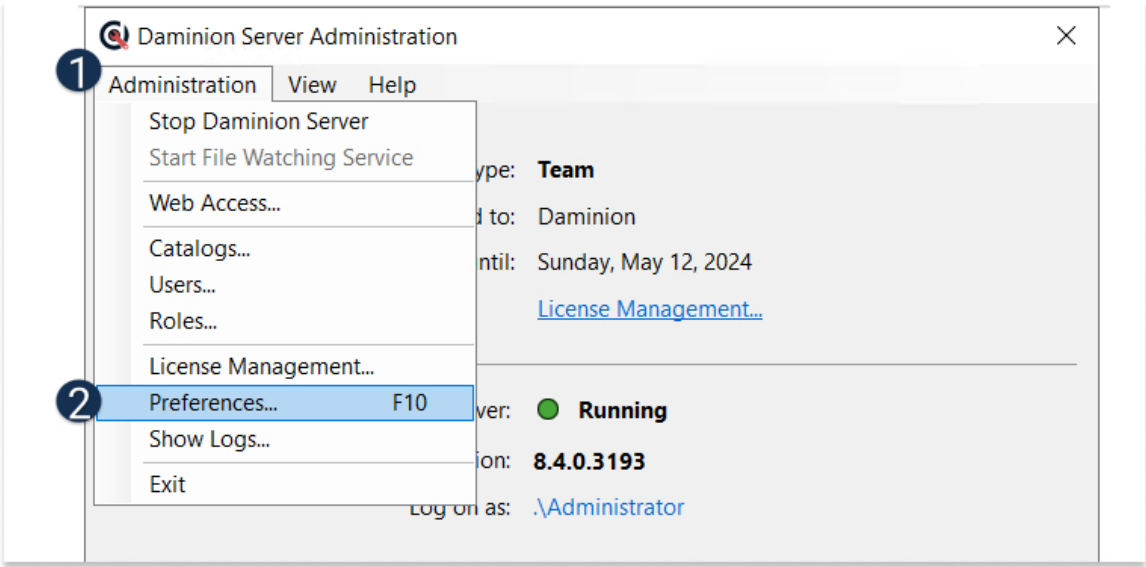 Daminion Server Administration
1
Administration View Help
Stop Daminion Server
Start File Watching Service
ype: Team
Web Access...
d to: Daminion
Catalogs...
ntil: Sunday, May 12, 2024
Users...
Roles...
License Management...
License Management...
2
Preferences... F10
ver: Running
Show Logs...
ion: 8.4.0.3193
Exit
Log on as: .\Administrator